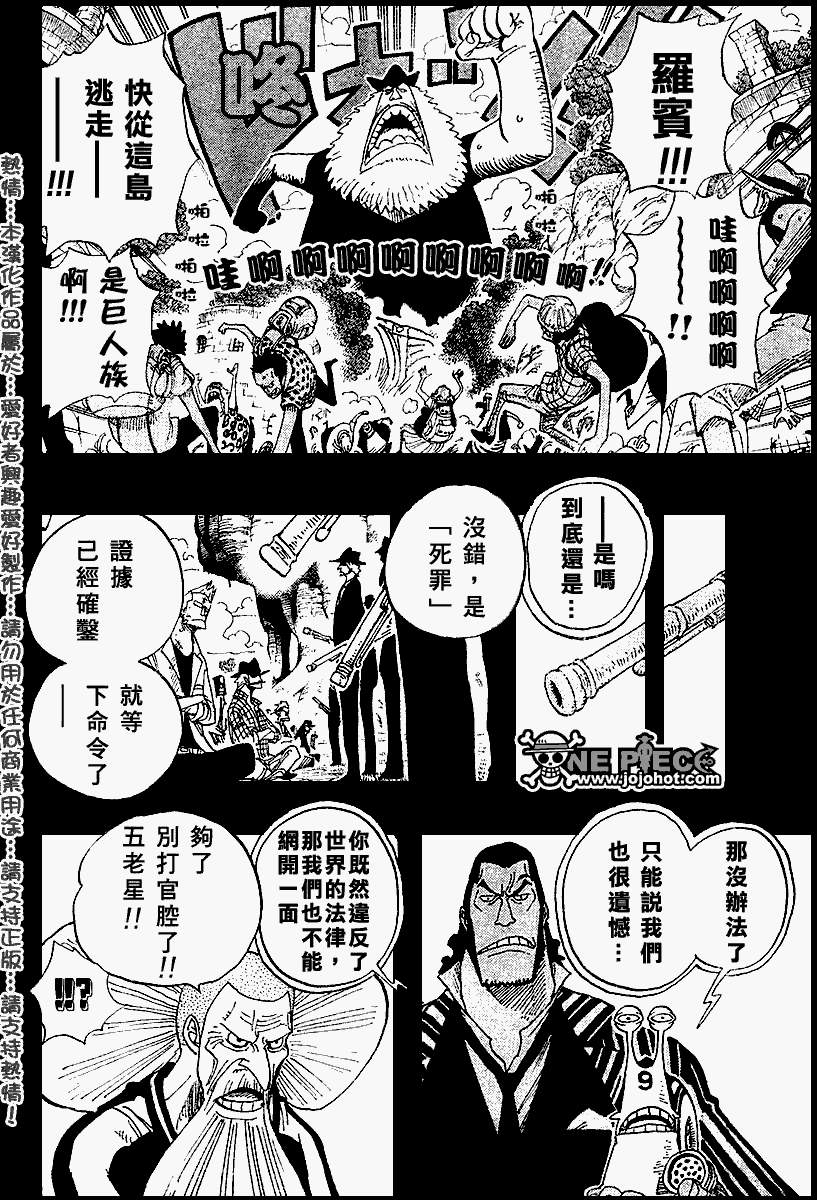 羅賓!!!
哇啊啊啊啊
～～～!!
咚
快從這島
逃走——
——!!!
啪啦
啪啦
啪啦
哇啊啊啊啊啊啊啊啊!!
是巨人族
啊!!!
——是嗎
到底還是…
沒錯，是
「死罪」
證據
已經確鑿
就等
下命令了
——
ONE PIECE
www.jojohot.com
那沒辦法了
只能說我們
也很遺憾…
9
你既然違反了
世界的法律，
那我們也不能
網開一面
夠了
別打官腔了!!
五老星!!
!!?
熱情…本漢化作品屬於…愛好者興趣愛好製作…請勿用於任何商業用途…請支持正版…請支持熱情！